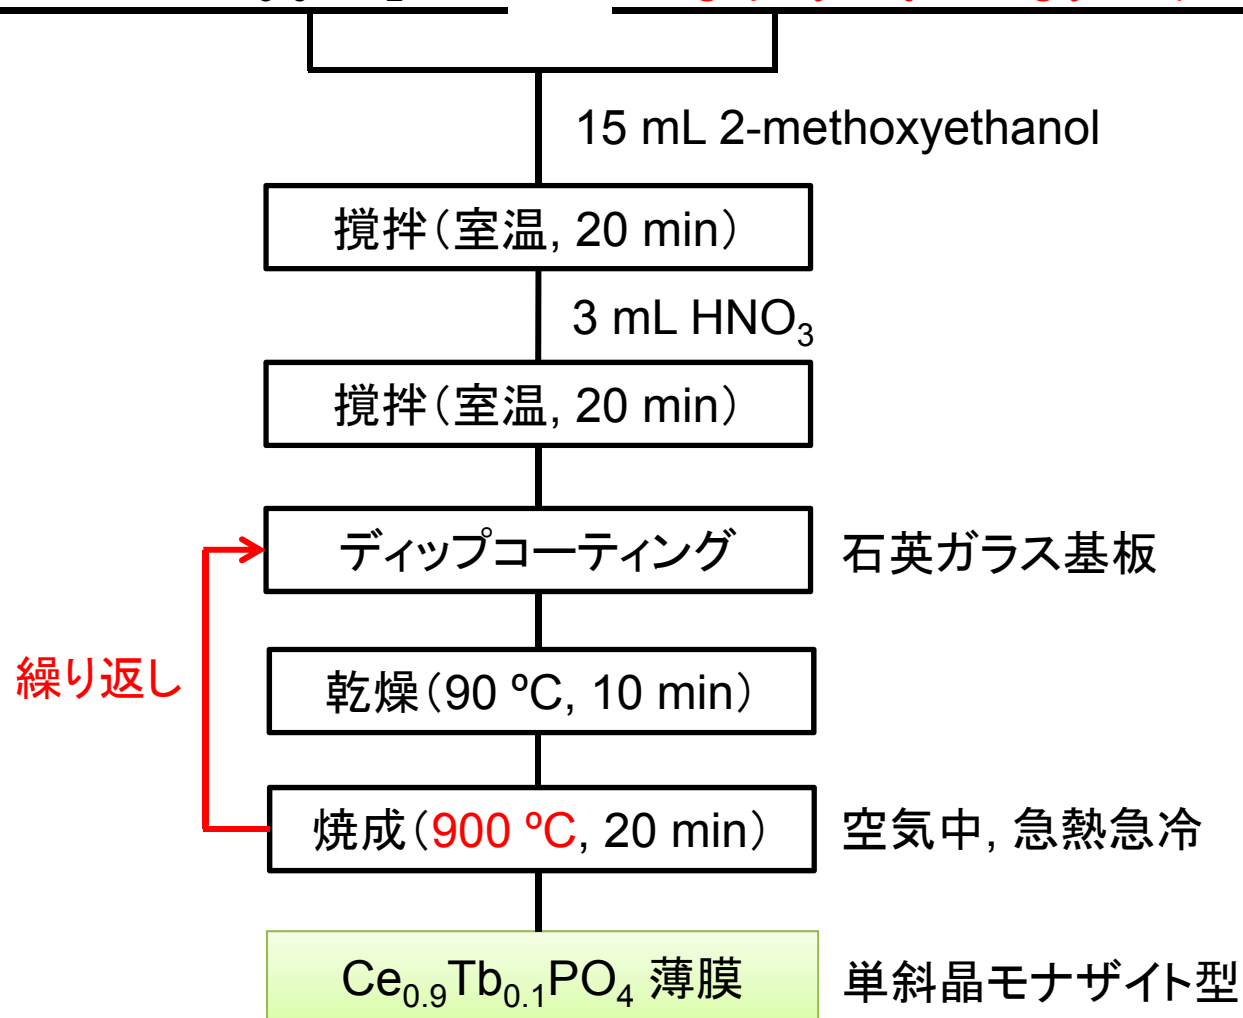 15 mL 2-methoxyethanol
撹拌（室温, 20 min）
3 mL HNO₃
撹拌（室温, 20 min）
ディップコーティング 石英ガラス基板
繰り返し
乾燥（90 ºC, 10 min）
焼成（900 ºC, 20 min） 空気中, 急熱急冷
Ce₀.₉Tb₀.₁PO₄ 薄膜 単斜晶モナザイト型